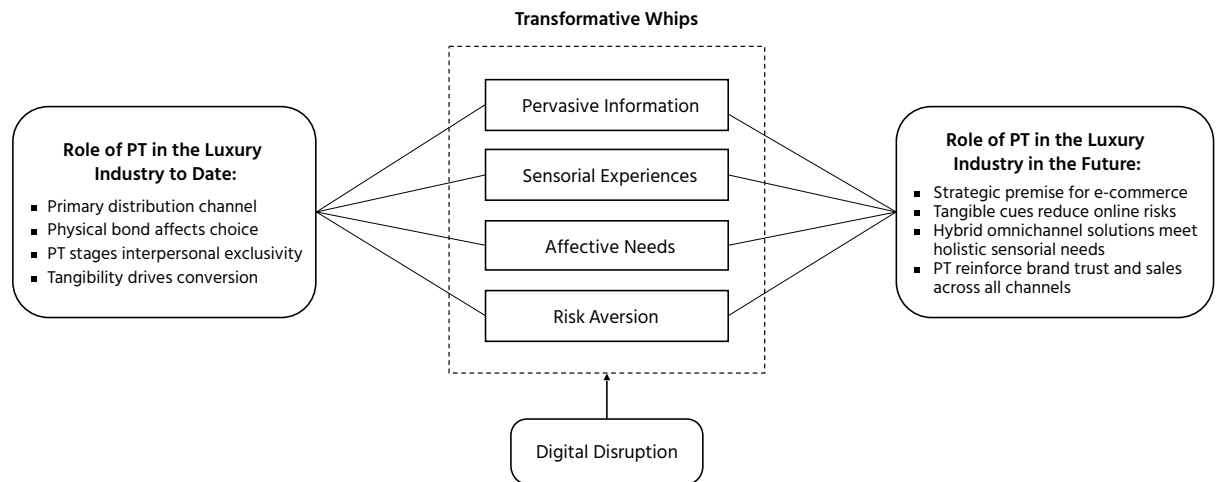 Transformative Whips
Role of PT in the Luxury
Industry to Date:
Primary distribution channel
Physical bond affects choice
PT stages interpersonal exclusivity
Tangibility drives conversion
Pervasive Information
Sensorial Experiences
Affective Needs
Risk Aversion
Role of PT in the Luxury
Industry in the Future:
Strategic premise for e-commerce
Tangible cues reduce online risks
Hybrid omnichannel solutions meet
holistic sensorial needs
PT reinforce brand trust and sales
across all channels
Digital Disruption